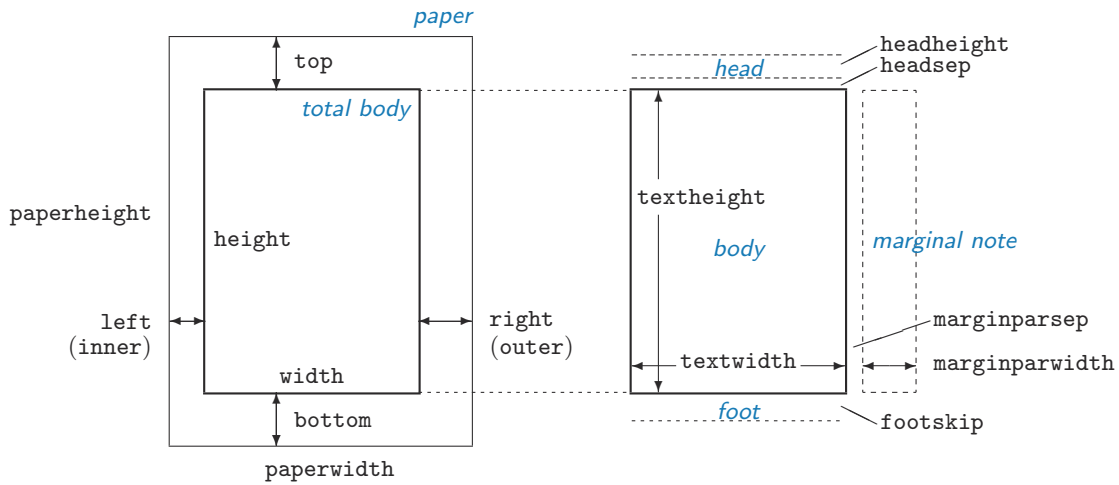 paper
top
total body
paperheight
height
left
(inner)
right
(outer)
width
bottom
paperwidth
headheight
head
headsep
textheight
body
marginal note
marginparsep
textwidth
marginparwidth
foot
footskip